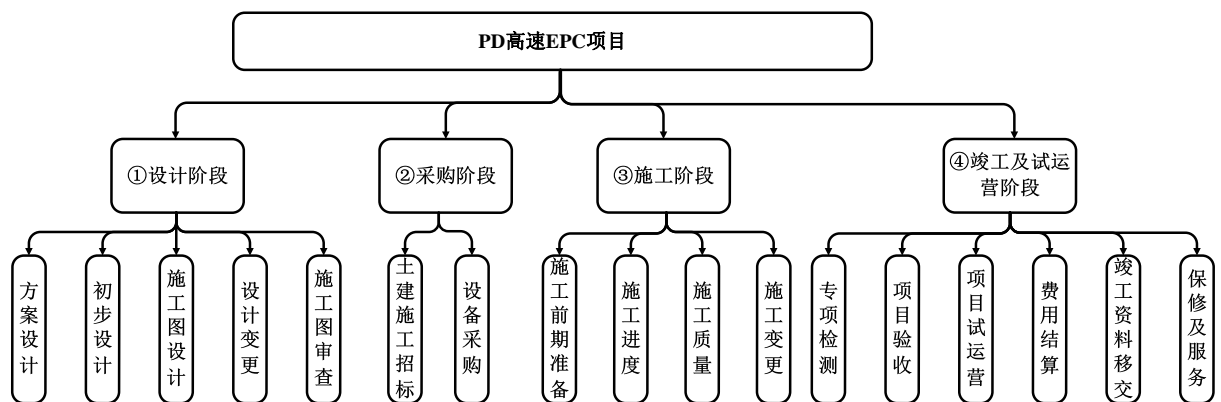 PD高速EPC项目
①设计阶段
②采购阶段
③施工阶段
④竣工及试运
营阶段
方案设计
初步设计
施工图设计
设计变更
施工图审查
土建施工招标
设备采购
施工前期准备
施工进度
施工质量
施工变更
专项检测
项目验收
项目试运营
费用结算
竣工资料移交
保修及服务